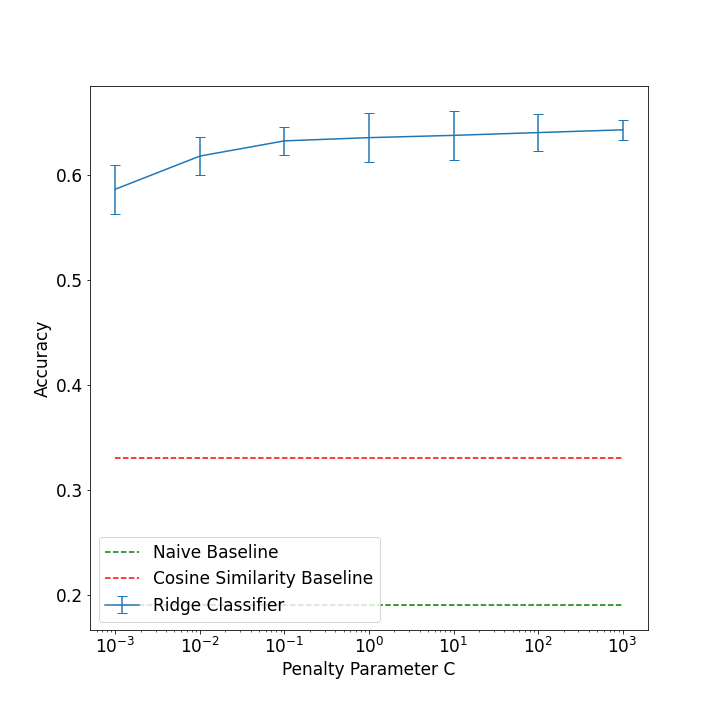 0.6
0.5
0.4
0.3
0.2
Accuracy
Naive Baseline
Cosine Similarity Baseline
Ridge Classifier
10⁻³ 10⁻² 10⁻¹ 10⁰ 10¹ 10² 10³
Penalty Parameter C